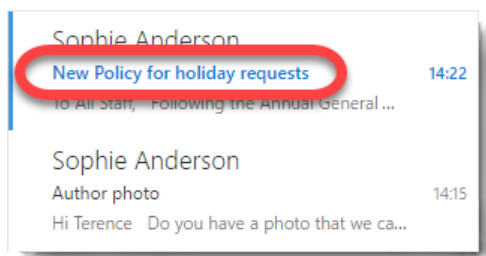 Sophie Anderson
New Policy for holiday requests 14:22
To All Staff, Following the Annual General ...
Sophie Anderson
Author photo 14:15
Hi Terence Do you have a photo that we ca...